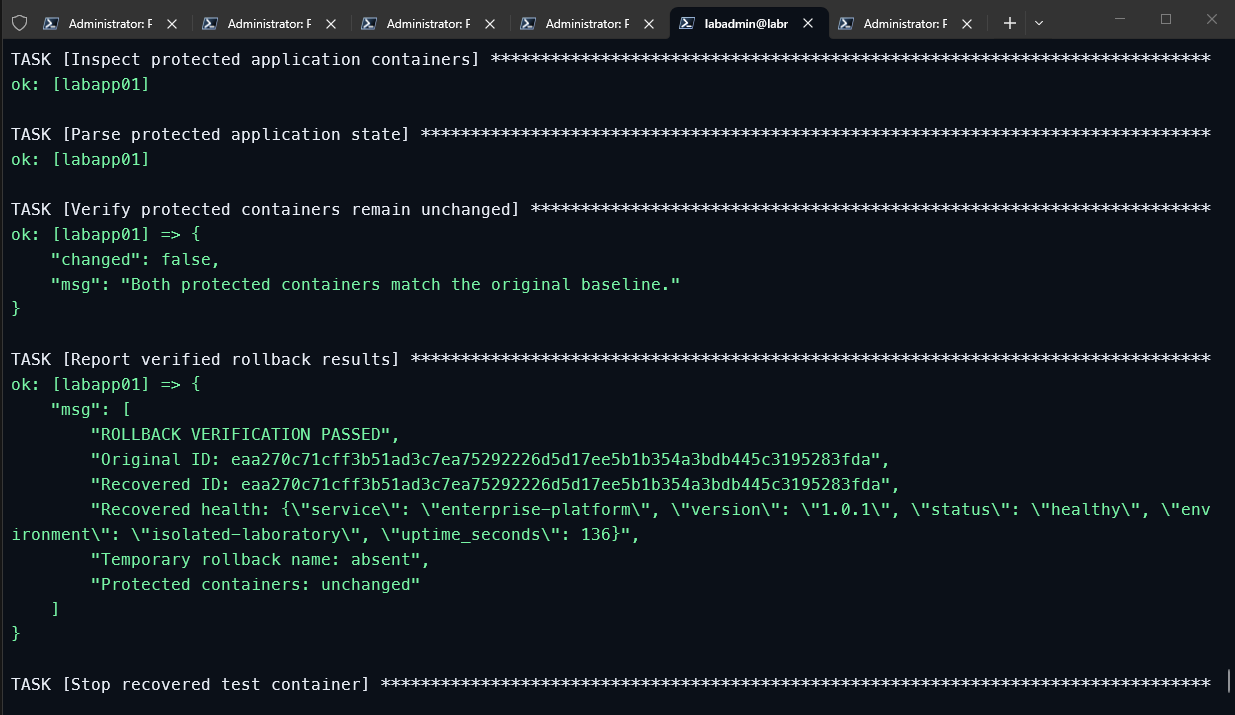 Administrator: F
Administrator: F
Administrator: F
Administrator: F
labadmin@labr
Administrator: F
TASK [Inspect protected application containers] ************************************************************************
ok: [labapp01]
TASK [Parse protected application state] *******************************************************************************
ok: [labapp01]
TASK [Verify protected containers remain unchanged] ********************************************************************
ok: [labapp01] => {
    "changed": false,
    "msg": "Both protected containers match the original baseline."
}
TASK [Report verified rollback results] ********************************************************************************
ok: [labapp01] => {
    "msg": [
        "ROLLBACK VERIFICATION PASSED",
        "Original ID: eaa270c71cff3b51ad3c7ea75292226d5d17ee5b1b354a3bdb445c3195283fda",
        "Recovered ID: eaa270c71cff3b51ad3c7ea75292226d5d17ee5b1b354a3bdb445c3195283fda",
        "Recovered health: {\"service\": \"enterprise-platform\", \"version\": \"1.0.1\", \"status\": \"healthy\", \"env
ironment\": \"isolated-laboratory\", \"uptime_seconds\": 136}",
        "Temporary rollback name: absent",
        "Protected containers: unchanged"
    ]
}
TASK [Stop recovered test container] ***********************************************************************************